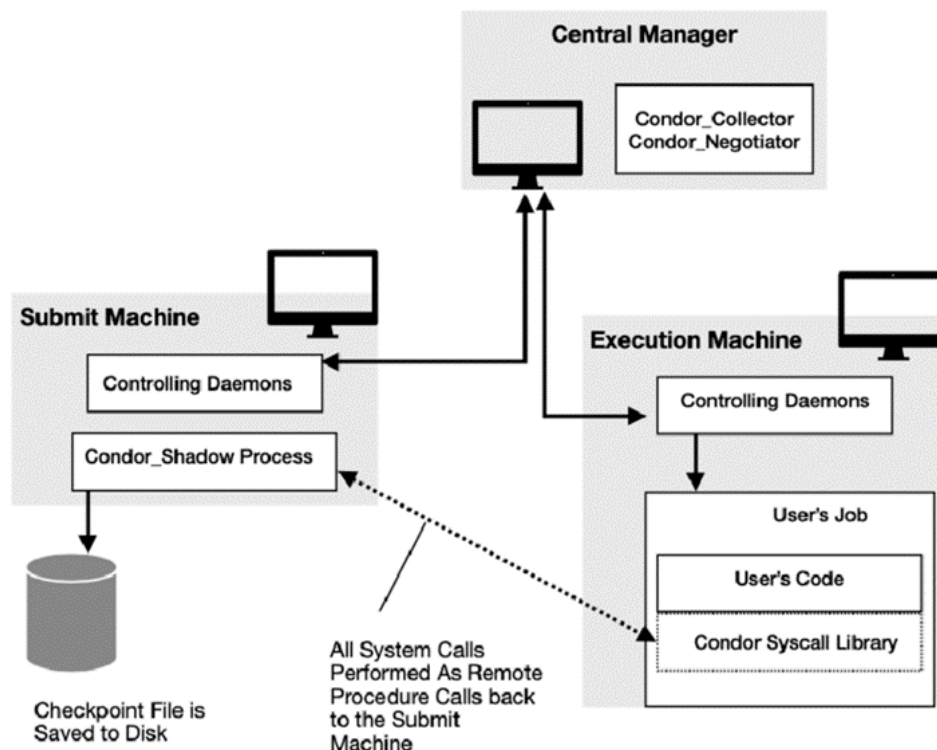 Central Manager
Condor_Collector
Condor_Negotiator
Submit Machine
Controlling Daemons
Condor_Shadow Process
Execution Machine
Controlling Daemons
User's Job
User's Code
Condor Syscall Library
All System Calls
Performed As Remote
Procedure Calls back
to the Submit
Machine
Checkpoint File is
Saved to Disk